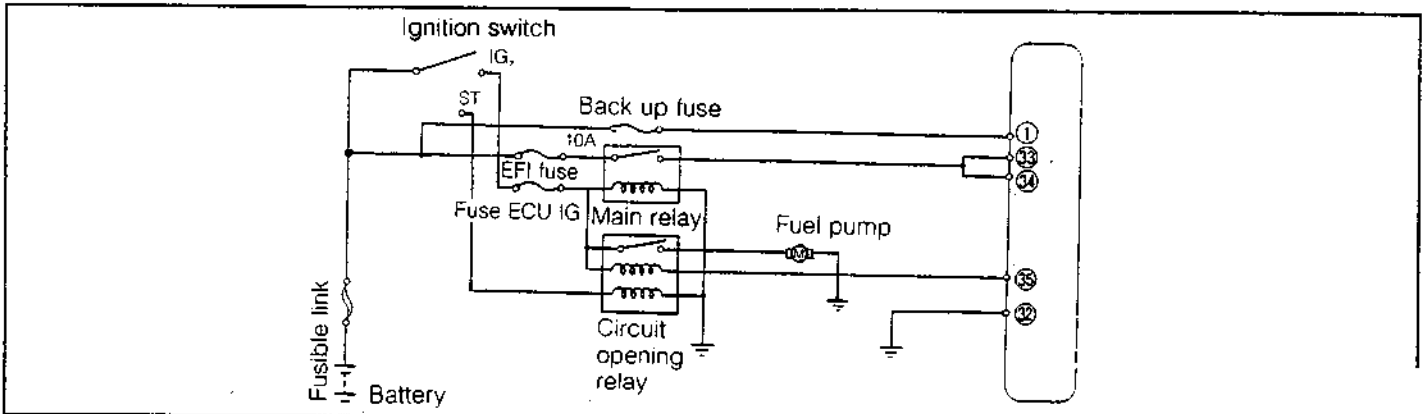 Ignition switch
IG,
ST
Back up fuse
10A
EFI fuse
Fuse ECU IG
Main relay
Fuel pump
Circuit
opening
relay
Fusible link
Battery
M
1
33
34
35
32